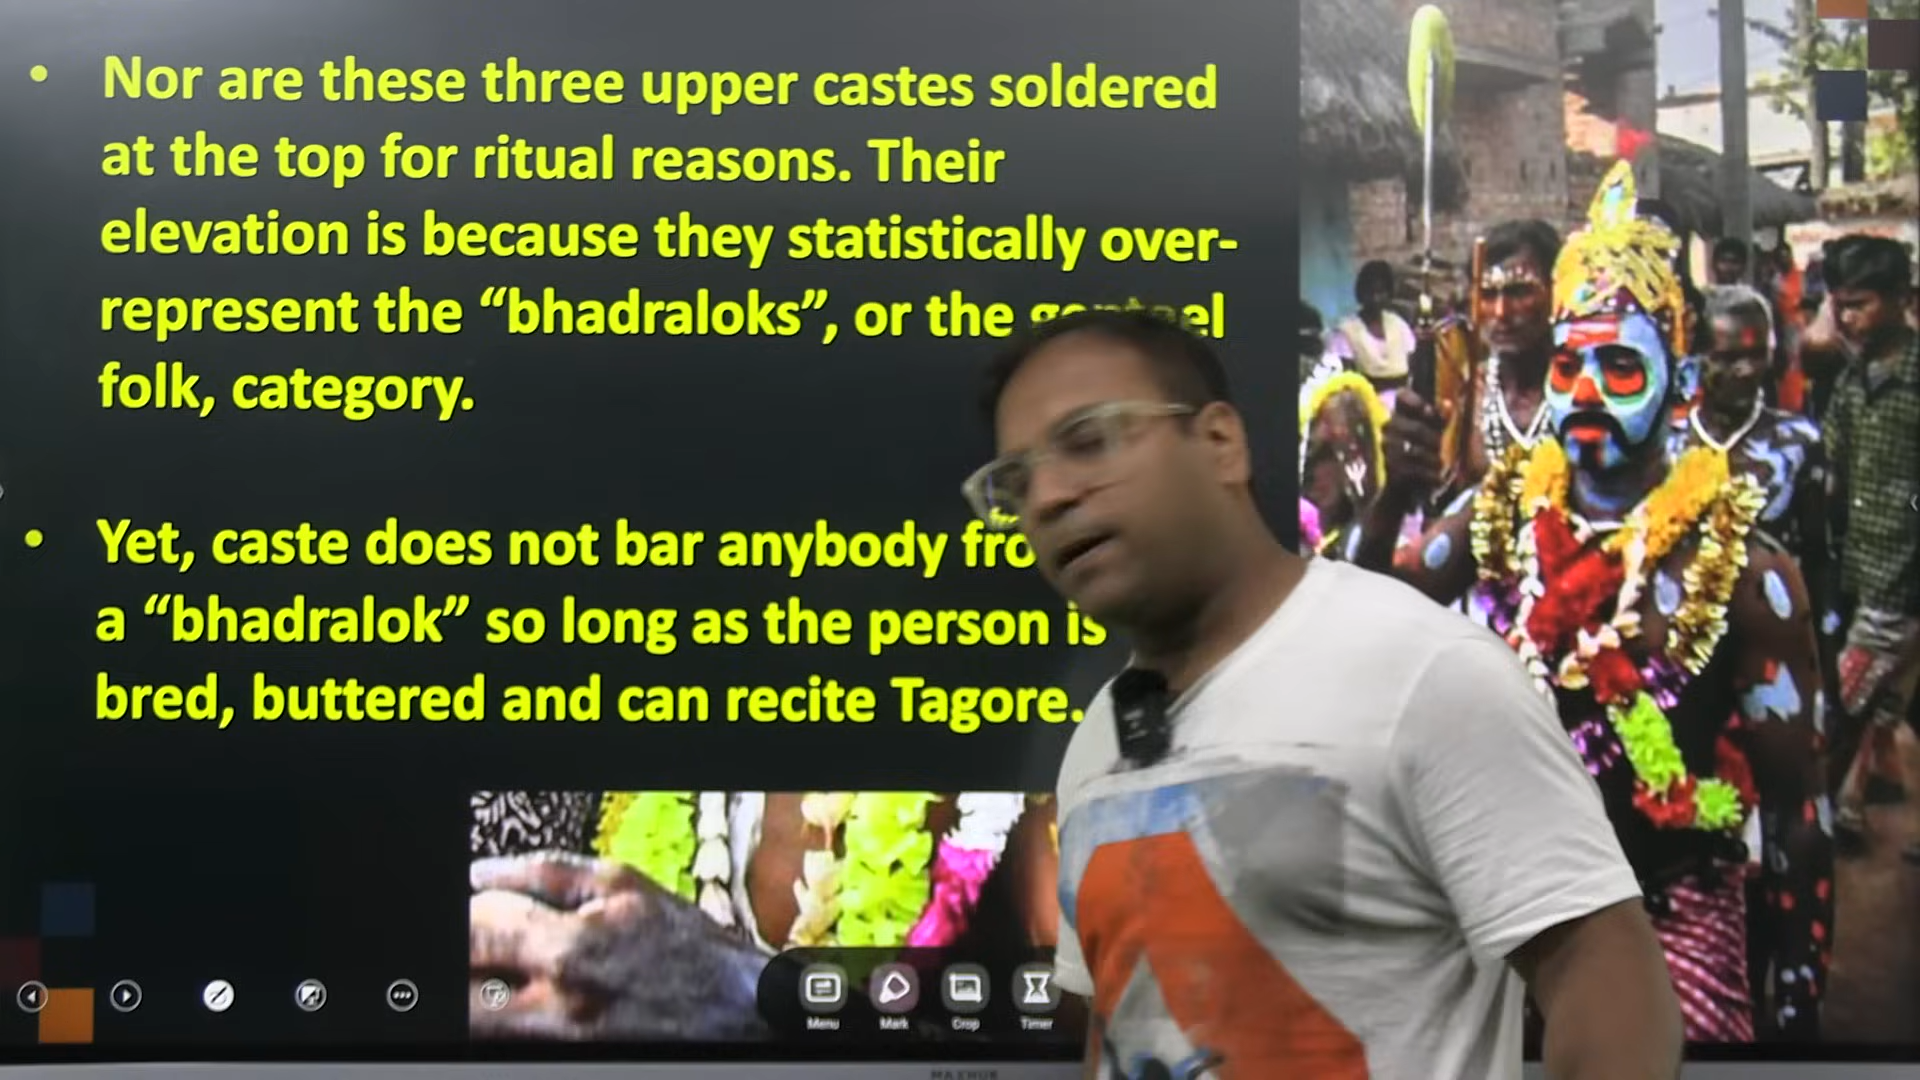 • Nor are these three upper castes soldered
at the top for ritual reasons. Their
elevation is because they statistically over-
represent the “bhadraloks”, or the
folk, category.
• Yet, caste does not bar anybody
a “bhadralok” so long as the person is
bred, buttered and can recite Tagore.
Menu Mark Crop Timer
MAXHUB